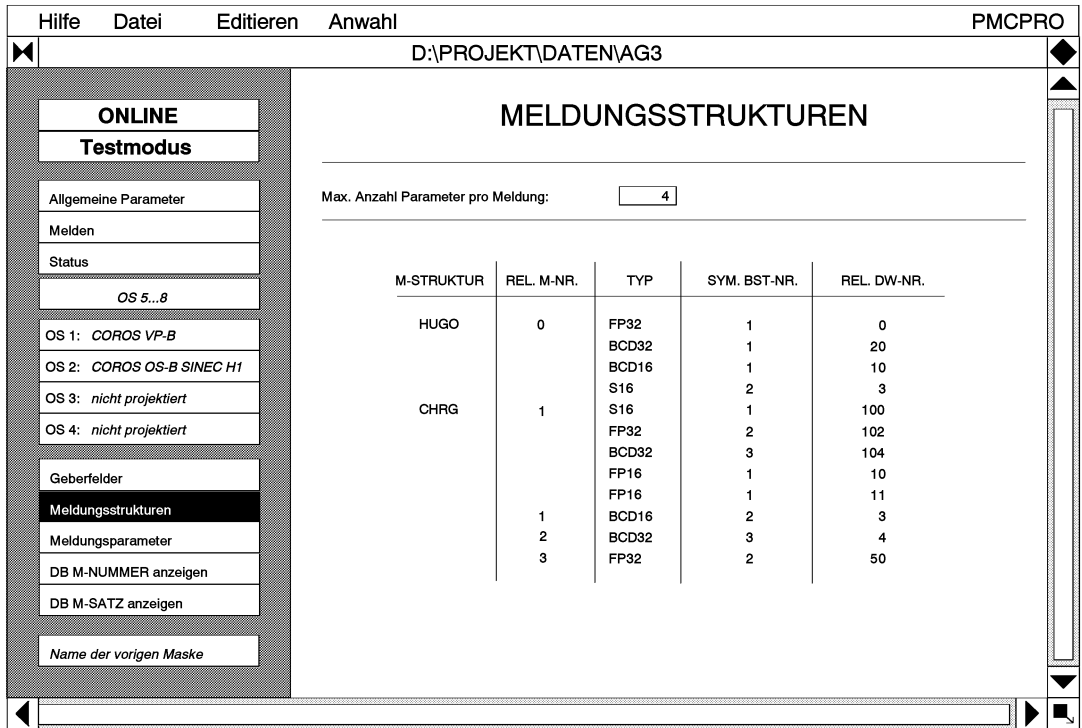 Hilfe Datei Editieren Anwahl PMCPRO
D:\PROJEKT\DATEN\AG3
ONLINE
Testmodus
Allgemeine Parameter
Melden
Status
OS 5...8
OS 1: COROS VP-B
OS 2: COROS OS-B SINEC H1
OS 3: nicht projektiert
OS 4: nicht projektiert
Geberfelder
Meldungsstrukturen
Meldungsparameter
DB M-NUMMER anzeigen
DB M-SATZ anzeigen
Name der vorigen Maske
MELDUNGSSTRUKTUREN
Max. Anzahl Parameter pro Meldung: 4
M-STRUKTUR REL. M-NR. TYP SYM. BST-NR. REL. DW-NR.
HUGO 0 FP32 1 0
BCD32 1 20
BCD16 1 10
S16 2 3
CHRG 1 S16 1 100
FP32 2 102
BCD32 3 104
FP16 1 10
FP16 1 11
1 BCD16 2 3
2 BCD32 3 4
3 FP32 2 50